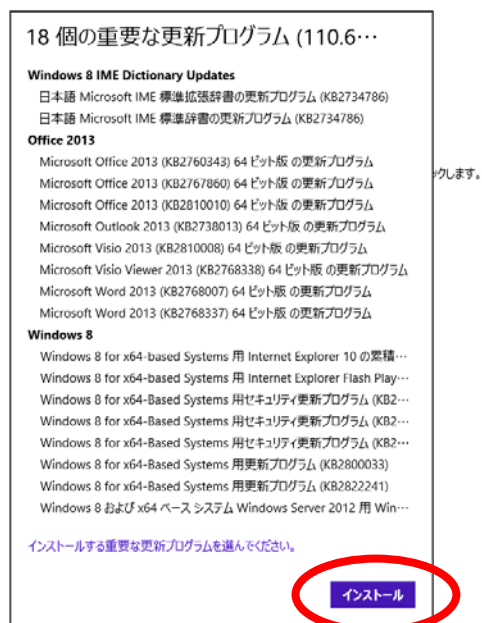 18 個の重要な更新プログラム (110.6…
Windows 8 IME Dictionary Updates
日本語 Microsoft IME 標準拡張辞書の更新プログラム (KB2734786)
日本語 Microsoft IME 標準辞書の更新プログラム (KB2734786)
Office 2013
Microsoft Office 2013 (KB2760343) 64 ビット版 の更新プログラム
Microsoft Office 2013 (KB2767860) 64 ビット版 の更新プログラム
ックします。
Microsoft Office 2013 (KB2810010) 64 ビット版 の更新プログラム
Microsoft Outlook 2013 (KB2738013) 64 ビット版 の更新プログラム
Microsoft Visio 2013 (KB2810008) 64 ビット版 の更新プログラム
Microsoft Visio Viewer 2013 (KB2768338) 64 ビット版 の更新プログラム
Microsoft Word 2013 (KB2768007) 64 ビット版 の更新プログラム
Microsoft Word 2013 (KB2768337) 64 ビット版 の更新プログラム
Windows 8
Windows 8 for x64-based Systems 用 Internet Explorer 10 の累積…
Windows 8 for x64-Based Systems 用 Internet Explorer Flash Play…
Windows 8 for x64-Based Systems 用セキュリティ更新プログラム (KB2…
Windows 8 for x64-Based Systems 用セキュリティ更新プログラム (KB2…
Windows 8 for x64-Based Systems 用セキュリティ更新プログラム (KB2…
Windows 8 for x64-Based Systems 用更新プログラム (KB2800033)
Windows 8 for x64-Based Systems 用更新プログラム (KB2822241)
Windows 8 および x64 ベース システム Windows Server 2012 用 Win…
インストールする重要な更新プログラムを選んでください。
インストール